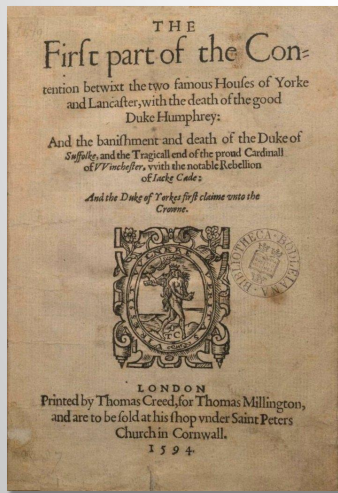 THE
Firſt part of the Con=
tention betwixt the two famous Houſes of Yorke
and Lancaſter, with the death of the good
Duke Humphrey:
And the baniſhment and death of the Duke of
Suffolke, and the Tragicall end of the proud Cardinall
of VVincheſter, vvith the notable Rebellion
of Iacke Cade:
And the Duke of Yorkes firſt claime vnto the
Crowne.
BIBLIOTHECA BODLEIANA
TC
LONDON
Printed by Thomas Creed, for Thomas Millington,
and are to be ſold at his ſhop vnder Saint Peters
Church in Cornwall.
1594.